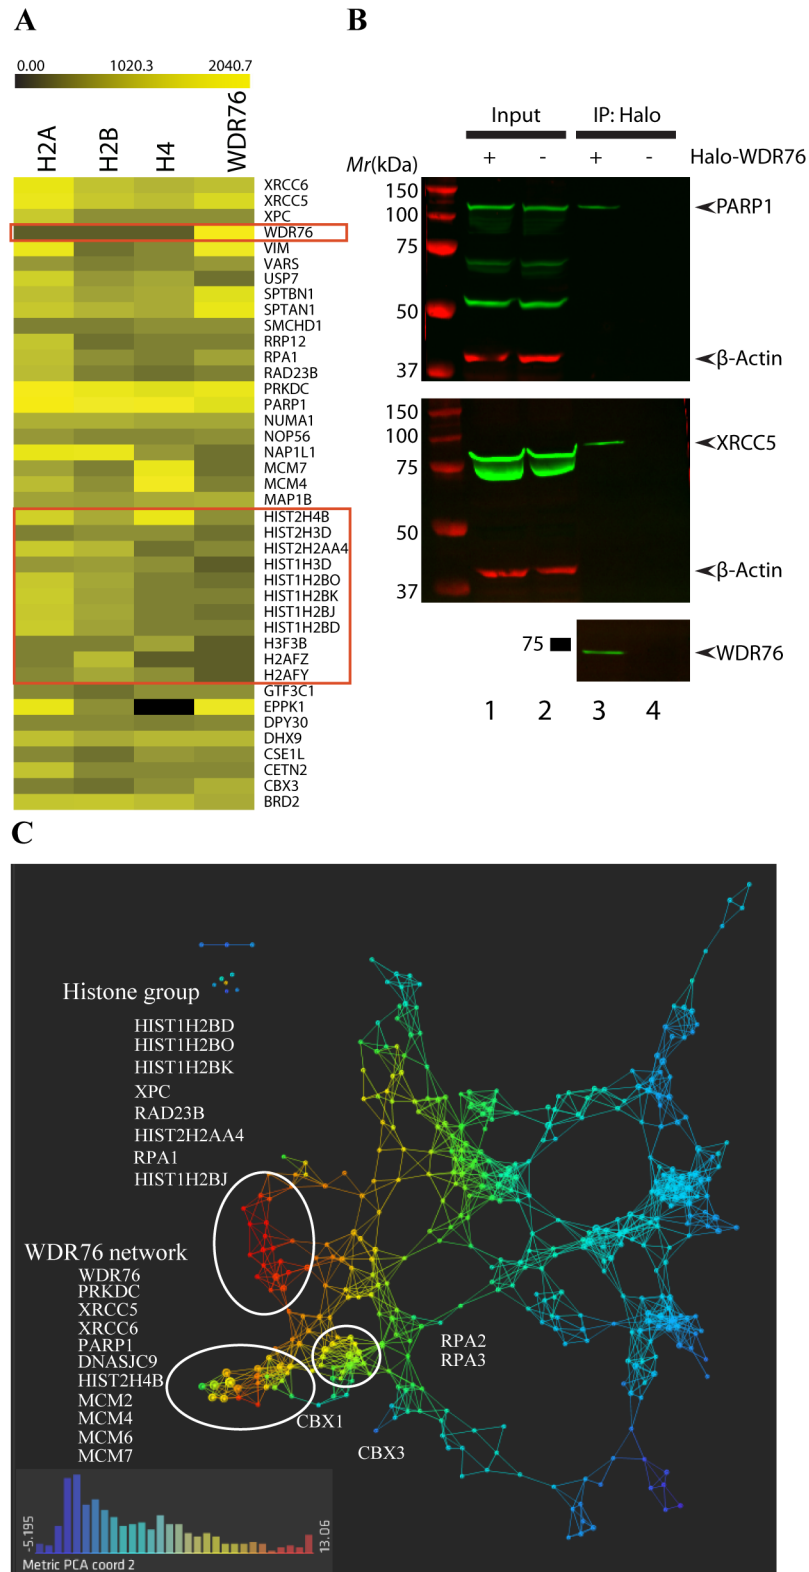 A
0.00 1020.3 2040.7
H2A H2B H4 WDR76
XRCC6
XRCC5
XPC
WDR76
VIM
VARS
USP7
SPTBN1
SPTAN1
SMCHD1
RRP12
RPA1
RAD23B
PRKDC
PARP1
NUMA1
NOP56
NAP1L1
MCM7
MCM4
MAP1B
HIST2H4B
HIST2H3D
HIST2H2AA4
HIST1H3D
HIST1H2BO
HIST1H2BK
HIST1H2BJ
HIST1H2BD
H3F3B
H2AFZ
H2AFY
GTF3C1
EPPK1
DPY30
DHX9
CSE1L
CETN2
CBX3
BRD2
B
Input IP: Halo
Mr(kDa) + - + - Halo-WDR76
150
100
75
50
37
PARP1
β-Actin
150
100
75
50
37
XRCC5
β-Actin
75
WDR76
1 2 3 4
C
Histone group
HIST1H2BD
HIST1H2BO
HIST1H2BK
XPC
RAD23B
HIST2H2AA4
RPA1
HIST1H2BJ
WDR76 network
WDR76
PRKDC
XRCC5
XRCC6
PARP1
DNASJC9
HIST2H4B
MCM2
MCM4
MCM6
MCM7
RPA2
RPA3
CBX1
CBX3
-5.195
13.06
Metric PCA coord 2